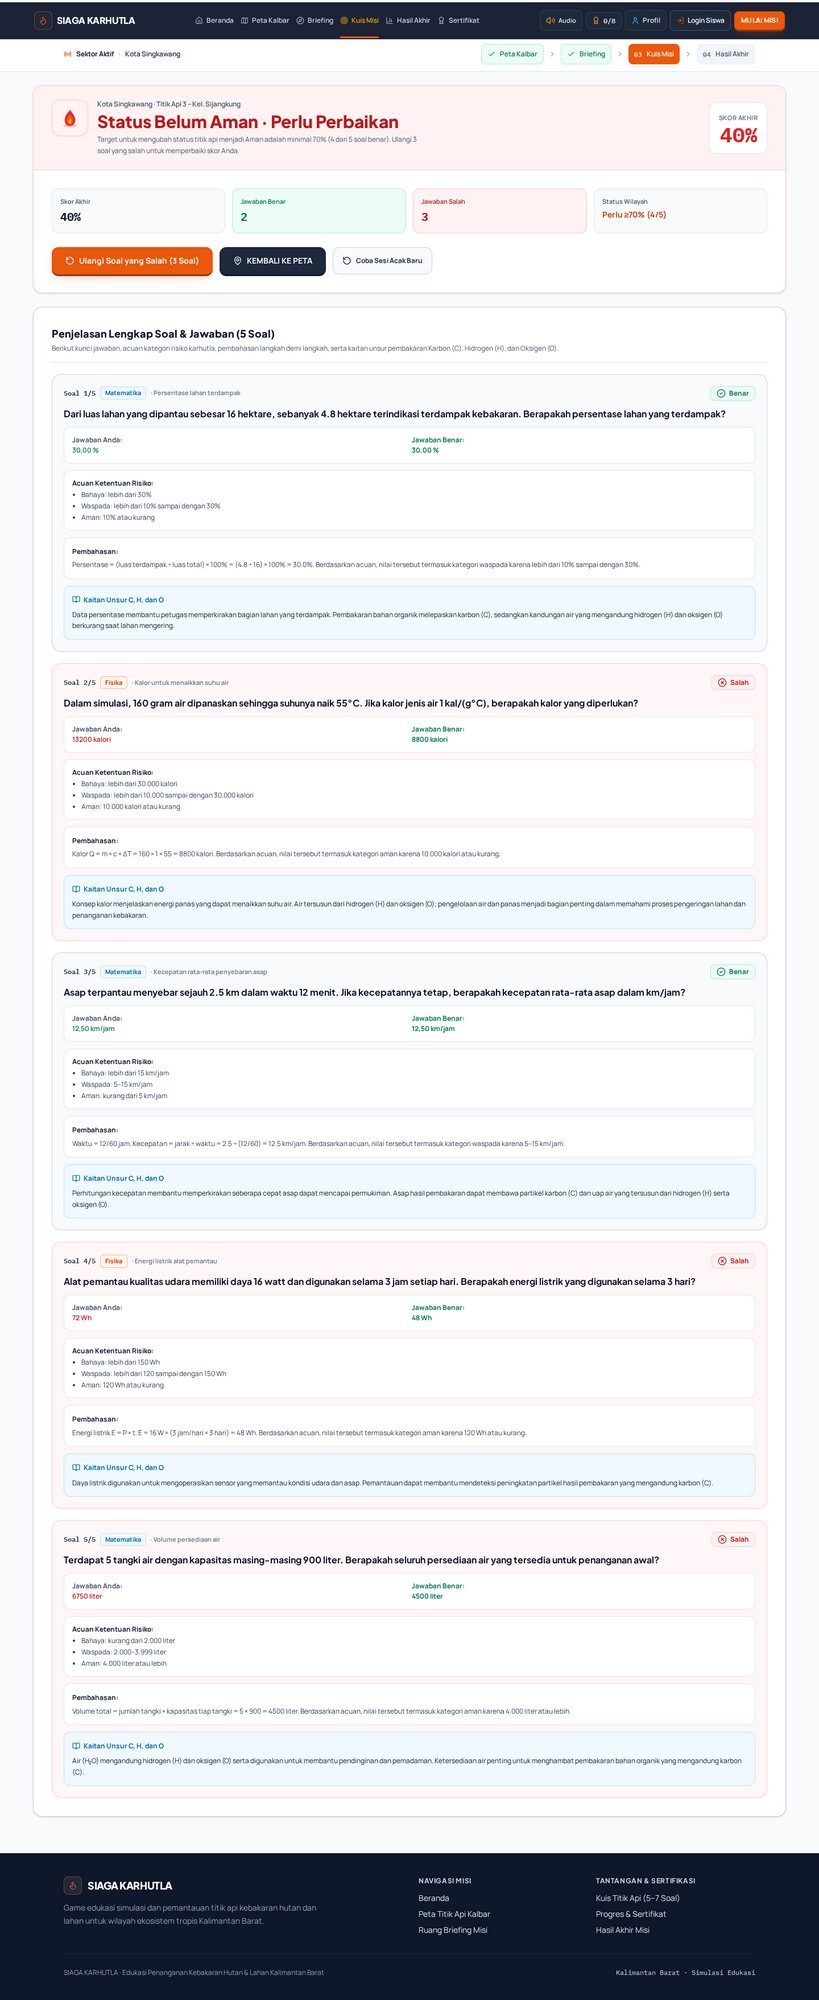 SIAGA KARHUTLA
Beranda
Peta Kalbar
Briefing
Kuis Misi
Hasil Akhir
Sertifikat
Audio
0/8
Profil
Login Siswa
MULAI MISI
Sektor Aktif · Kota Singkawang
Peta Kalbar
Briefing
03 Kuis Misi
04 Hasil Akhir
Kota Singkawang · Titik Api 3 – Kel. Sijangkung
Status Belum Aman · Perlu Perbaikan
Target untuk mengubah status titik api menjadi Aman adalah minimal 70% (4 dari 5 soal benar). Ulangi 3
soal yang salah untuk memperbaiki skor Anda.
SKOR AKHIR
40%
Skor Akhir
40%
Jawaban Benar
2
Jawaban Salah
3
Status Wilayah
Perlu ≥70% (4/5)
Ulangi Soal yang Salah (3 Soal)
KEMBALI KE PETA
Coba Sesi Acak Baru
Penjelasan Lengkap Soal & Jawaban (5 Soal)
Berikut kunci jawaban, acuan kategori risiko karhutla, pembahasan langkah demi langkah, serta kaitan unsur pembakaran Karbon (C), Hidrogen (H), dan Oksigen (O).
Soal 1/5 Matematika · Persentase lahan terdampak
Benar
Dari luas lahan yang dipantau sebesar 16 hektare, sebanyak 4.8 hektare terindikasi terdampak kebakaran. Berapakah persentase lahan yang terdampak?
Jawaban Anda:
30,00 %
Jawaban Benar:
30,00 %
Acuan Ketentuan Risiko:
• Bahaya: lebih dari 30%
• Waspada: lebih dari 10% sampai dengan 30%
• Aman: 10% atau kurang
Pembahasan:
Persentase = (luas terdampak ÷ luas total) × 100% = (4.8 ÷ 16) × 100% = 30.0%. Berdasarkan acuan, nilai tersebut termasuk kategori waspada karena lebih dari 10% sampai dengan 30%.
Kaitan Unsur C, H, dan O
Data persentase membantu petugas memperkirakan bagian lahan yang terdampak. Pembakaran bahan organik melepaskan karbon (C), sedangkan kandungan air yang mengandung hidrogen (H) dan oksigen (O)
berkurang saat lahan mengering.
Soal 2/5 Fisika · Kalor untuk menaikkan suhu air
Salah
Dalam simulasi, 160 gram air dipanaskan sehingga suhunya naik 55°C. Jika kalor jenis air 1 kal/(g°C), berapakah kalor yang diperlukan?
Jawaban Anda:
13200 kalori
Jawaban Benar:
8800 kalori
Acuan Ketentuan Risiko:
• Bahaya: lebih dari 30.000 kalori
• Waspada: lebih dari 10.000 sampai dengan 30.000 kalori
• Aman: 10.000 kalori atau kurang
Pembahasan:
Kalor Q = m × c × ΔT = 160 × 1 × 55 = 8800 kalori. Berdasarkan acuan, nilai tersebut termasuk kategori aman karena 10.000 kalori atau kurang.
Kaitan Unsur C, H, dan O
Konsep kalor menjelaskan energi panas yang dapat menaikkan suhu air. Air tersusun dari hidrogen (H) dan oksigen (O); pengelolaan air dan panas menjadi bagian penting dalam memahami proses pengeringan lahan dan
penanganan kebakaran.
Soal 3/5 Matematika · Kecepatan rata-rata penyebaran asap
Benar
Asap terpantau menyebar sejauh 2.5 km dalam waktu 12 menit. Jika kecepatannya tetap, berapakah kecepatan rata-rata asap dalam km/jam?
Jawaban Anda:
12,50 km/jam
Jawaban Benar:
12,50 km/jam
Acuan Ketentuan Risiko:
• Bahaya: lebih dari 15 km/jam
• Waspada: 5–15 km/jam
• Aman: kurang dari 5 km/jam
Pembahasan:
Waktu = 12/60 jam. Kecepatan = jarak ÷ waktu = 2.5 ÷ (12/60) = 12.5 km/jam. Berdasarkan acuan, nilai tersebut termasuk kategori waspada karena 5–15 km/jam.
Kaitan Unsur C, H, dan O
Perhitungan kecepatan membantu memperkirakan seberapa cepat asap dapat mencapai permukiman. Asap hasil pembakaran dapat membawa partikel karbon (C) dan uap air yang tersusun dari hidrogen (H) serta
oksigen (O).
Soal 4/5 Fisika · Energi listrik alat pemantau
Salah
Alat pemantau kualitas udara memiliki daya 16 watt dan digunakan selama 3 jam setiap hari. Berapakah energi listrik yang digunakan selama 3 hari?
Jawaban Anda:
72 Wh
Jawaban Benar:
48 Wh
Acuan Ketentuan Risiko:
• Bahaya: lebih dari 150 Wh
• Waspada: lebih dari 120 sampai dengan 150 Wh
• Aman: 120 Wh atau kurang
Pembahasan:
Energi listrik E = P × t. E = 16 W × (3 jam/hari × 3 hari) = 48 Wh. Berdasarkan acuan, nilai tersebut termasuk kategori aman karena 120 Wh atau kurang.
Kaitan Unsur C, H, dan O
Daya listrik digunakan untuk mengoperasikan sensor yang memantau kondisi udara dan asap. Pemantauan dapat membantu mendeteksi peningkatan partikel hasil pembakaran yang mengandung karbon (C).
Soal 5/5 Matematika · Volume persediaan air
Salah
Terdapat 5 tangki air dengan kapasitas masing-masing 900 liter. Berapakah seluruh persediaan air yang tersedia untuk penanganan awal?
Jawaban Anda:
6750 liter
Jawaban Benar:
4500 liter
Acuan Ketentuan Risiko:
• Bahaya: kurang dari 2.000 liter
• Waspada: 2.000–3.999 liter
• Aman: 4.000 liter atau lebih
Pembahasan:
Volume total = jumlah tangki × kapasitas tiap tangki = 5 × 900 = 4500 liter. Berdasarkan acuan, nilai tersebut termasuk kategori aman karena 4.000 liter atau lebih.
Kaitan Unsur C, H, dan O
Air (H₂O) mengandung hidrogen (H) dan oksigen (O) serta digunakan untuk membantu pendinginan dan pemadaman. Ketersediaan air penting untuk menghambat pembakaran bahan organik yang mengandung karbon
(C).
SIAGA KARHUTLA
Game edukasi simulasi dan pemantauan titik api kebakaran hutan dan
lahan untuk wilayah ekosistem tropis Kalimantan Barat.
NAVIGASI MISI
Beranda
Peta Titik Api Kalbar
Ruang Briefing Misi
TANTANGAN & SERTIFIKASI
Kuis Titik Api (5–7 Soal)
Progres & Sertifikat
Hasil Akhir Misi
SIAGA KARHUTLA · Edukasi Penanganan Kebakaran Hutan & Lahan Kalimantan Barat
Kalimantan Barat · Simulasi Edukasi